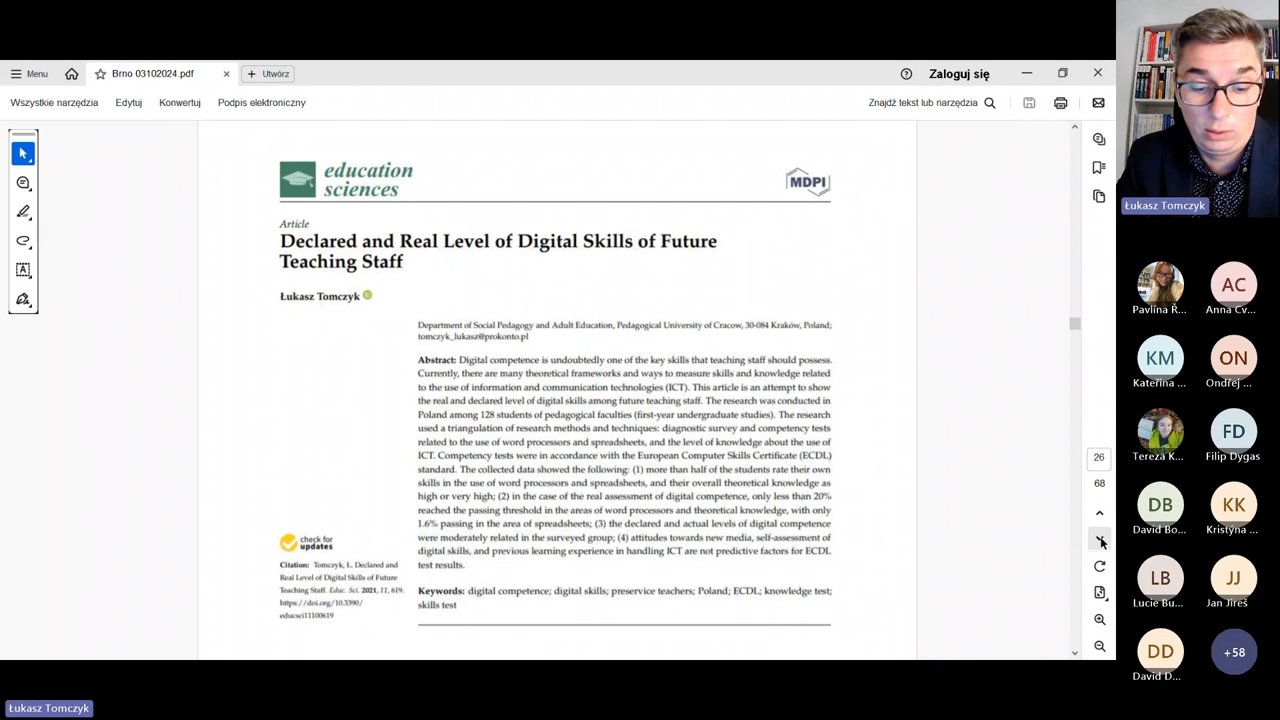 Menu
Brno 03102024.pdf
Utwórz
Zaloguj się
Wszystkie narzędzia
Edytuj
Konwertuj
Podpis elektroniczny
Znajdź tekst lub narzędzia
education
sciences
MDPI
Article
Declared and Real Level of Digital Skills of Future
Teaching Staff
Łukasz Tomczyk
Department of Social Pedagogy and Adult Education, Pedagogical University of Cracow, 30-084 Kraków, Poland;
tomczyk_lukasz@prokonto.pl
Abstract: Digital competence is undoubtedly one of the key skills that teaching staff should possess.
Currently, there are many theoretical frameworks and ways to measure skills and knowledge related
to the use of information and communication technologies (ICT). This article is an attempt to show
the real and declared level of digital skills among future teaching staff. The research was conducted in
Poland among 128 students of pedagogical faculties (first-year undergraduate studies). The research
used a triangulation of research methods and techniques: diagnostic survey and competency tests
related to the use of word processors and spreadsheets, and the level of knowledge about the use of
ICT. Competency tests were in accordance with the European Computer Skills Certificate (ECDL)
standard. The collected data showed the following: (1) more than half of the students rate their own
skills in the use of word processors and spreadsheets, and their overall theoretical knowledge as
high or very high; (2) in the case of the real assessment of digital competence, only less than 20%
reached the passing threshold in the areas of word processors and theoretical knowledge, with only
1.6% passing in the area of spreadsheets; (3) the declared and actual levels of digital competence
were moderately related in the surveyed group; (4) attitudes towards new media, self-assessment of
digital skills, and previous learning experience in handling ICT are not predictive factors for ECDL
test results.
Keywords: digital competence; digital skills; preservice teachers; Poland; ECDL; knowledge test;
skills test
check for
updates
Citation: Tomczyk, Ł. Declared and
Real Level of Digital Skills of Future
Teaching Staff. Educ. Sci. 2021, 11, 619.
https://doi.org/10.3390/
educsci11100619
26
68
Łukasz Tomczyk
Pavlína Ř...
AC
Anna Cv...
KM
Kateřina ...
ON
Ondřej ...
Tereza K...
FD
Filip Dygas
DB
David Bo...
KK
Kristýna ...
LB
Lucie Bu...
JJ
Jan Jireš
DD
David D...
+58
Łukasz Tomczyk